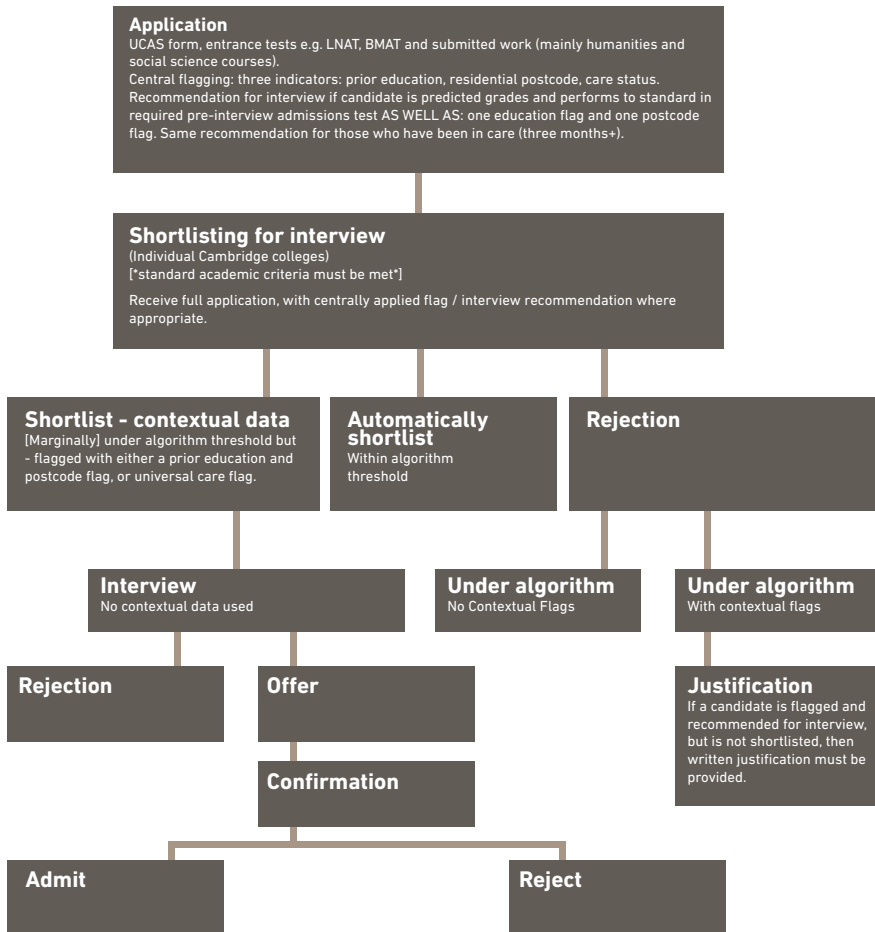 Application
UCAS form, entrance tests e.g. LNAT, BMAT and submitted work (mainly humanities and
social science courses).
Central flagging: three indicators: prior education, residential postcode, care status.
Recommendation for interview if candidate is predicted grades and performs to standard in
required pre-interview admissions test AS WELL AS: one education flag and one postcode
flag. Same recommendation for those who have been in care (three months+).
Shortlisting for interview
(Individual Cambridge colleges)
[*standard academic criteria must be met*]
Receive full application, with centrally applied flag / interview recommendation where
appropriate.
Shortlist - contextual data
[Marginally] under algorithm threshold but
- flagged with either a prior education and
postcode flag, or universal care flag.
Automatically
shortlist
Within algorithm
threshold
Rejection
Interview
No contextual data used
Under algorithm
No Contextual Flags
Under algorithm
With contextual flags
Rejection
Offer
Justification
If a candidate is flagged and
recommended for interview,
but is not shortlisted, then
written justification must be
provided.
Confirmation
Admit
Reject